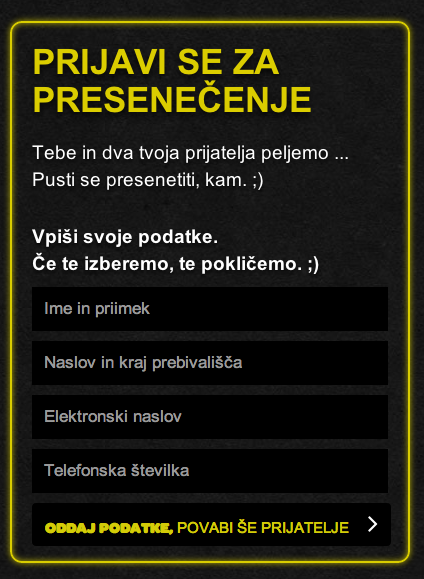 PRIJAVI SE ZA
PRESENEČENJE
Tebe in dva tvoja prijatelja peljemo ...
Pusti se presenetiti, kam. ;)
Vpiši svoje podatke.
Če te izberemo, te pokličemo. ;)
Ime in priimek
Naslov in kraj prebivališča
Elektronski naslov
Telefonska številka
ODDAJ PODATKE, POVABI ŠE PRIJATELJE